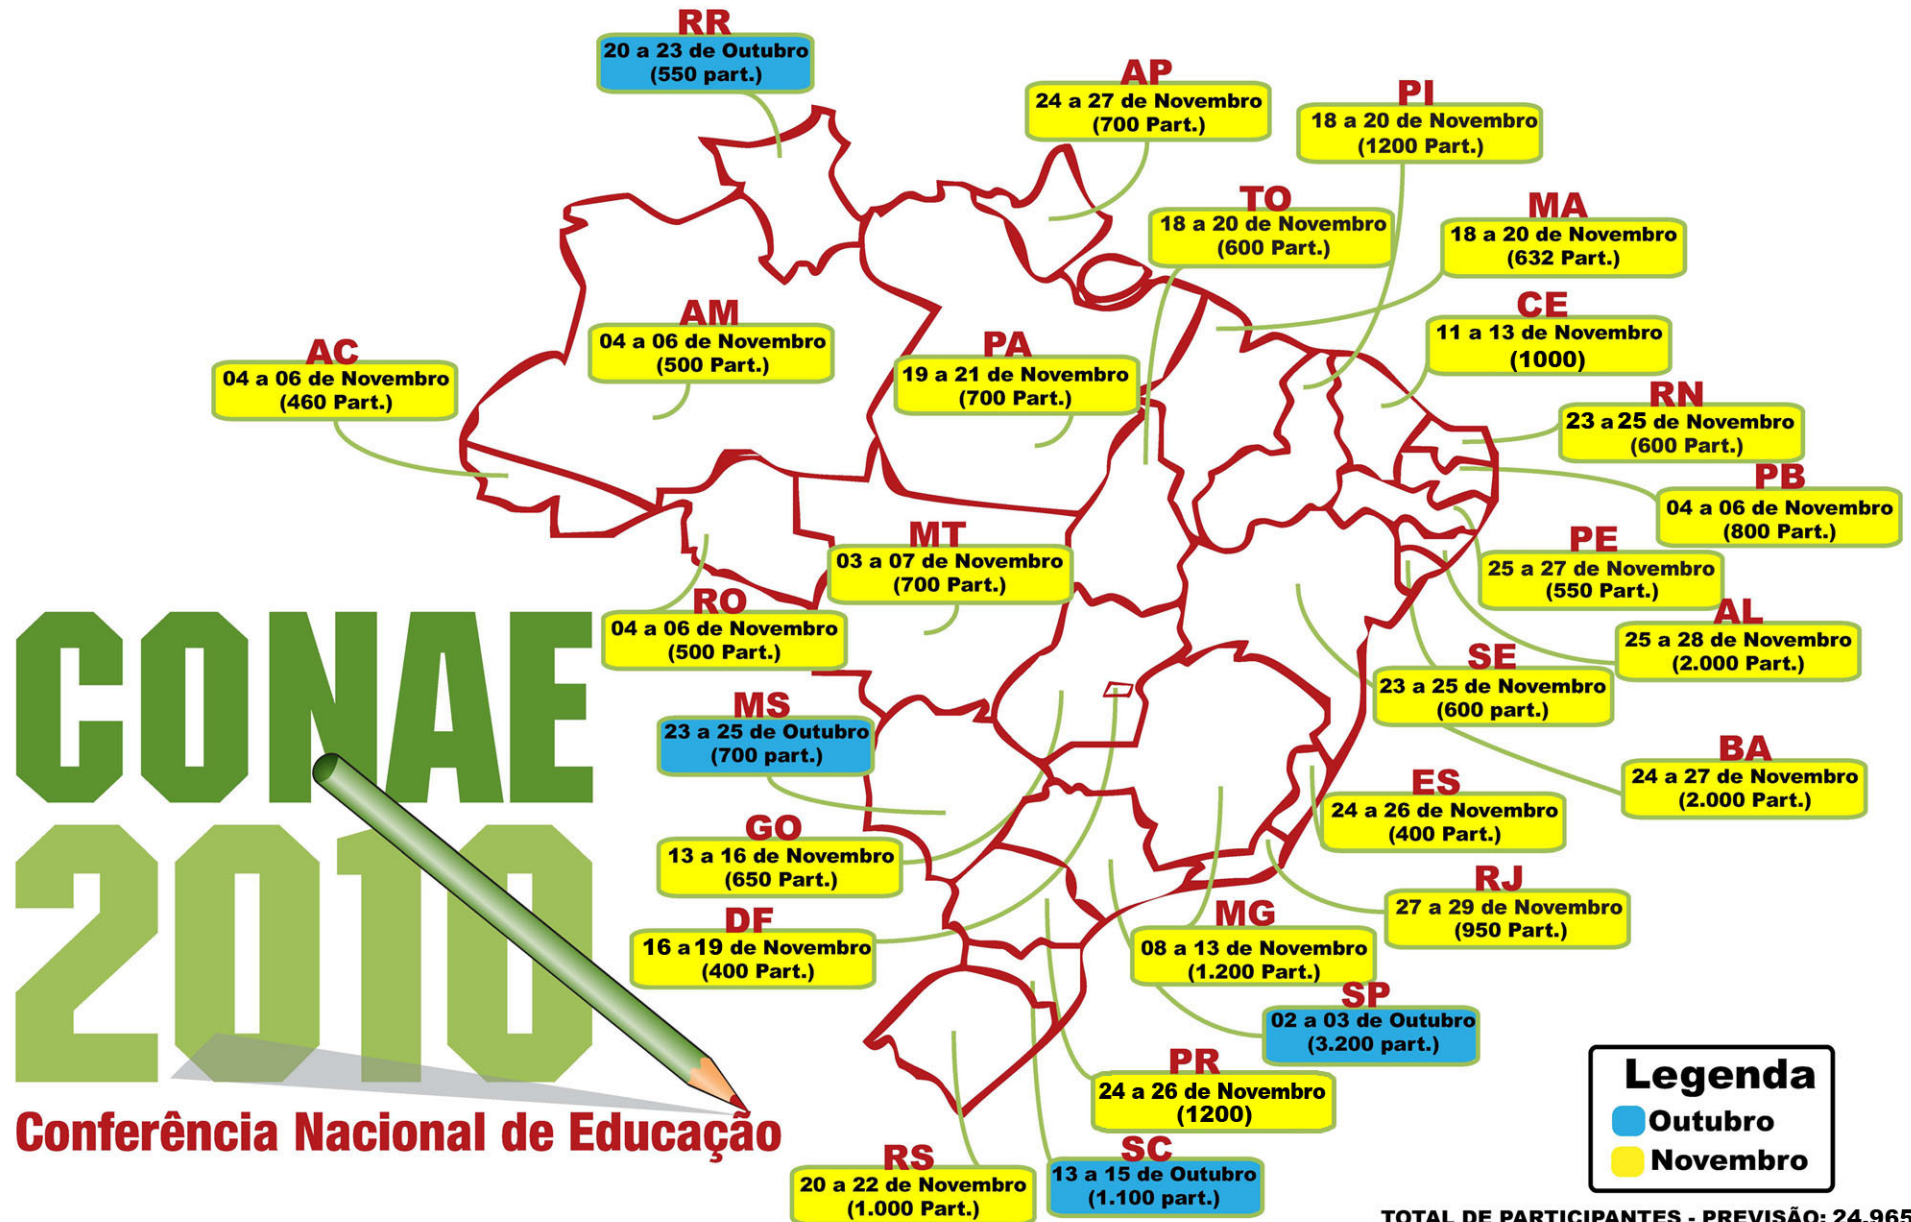 RR
20 a 23 de Outubro
(550 part.)
AP
24 a 27 de Novembro
(700 Part.)
PI
18 a 20 de Novembro
(1200 Part.)
TO
18 a 20 de Novembro
(600 Part.)
MA
18 a 20 de Novembro
(632 Part.)
AM
04 a 06 de Novembro
(500 Part.)
CE
11 a 13 de Novembro
(1000)
AC
04 a 06 de Novembro
(460 Part.)
PA
19 a 21 de Novembro
(700 Part.)
RN
23 a 25 de Novembro
(600 Part.)
PB
04 a 06 de Novembro
(800 Part.)
MT
03 a 07 de Novembro
(700 Part.)
PE
25 a 27 de Novembro
(550 Part.)
RO
04 a 06 de Novembro
(500 Part.)
AL
25 a 28 de Novembro
(2.000 Part.)
SE
23 a 25 de Novembro
(600 part.)
MS
23 a 25 de Outubro
(700 part.)
BA
24 a 27 de Novembro
(2.000 Part.)
ES
24 a 26 de Novembro
(400 Part.)
GO
13 a 16 de Novembro
(650 Part.)
RJ
27 a 29 de Novembro
(950 Part.)
DF
16 a 19 de Novembro
(400 Part.)
MG
08 a 13 de Novembro
(1.200 Part.)
SP
02 a 03 de Outubro
(3.200 part.)
PR
24 a 26 de Novembro
(1200)
RS
20 a 22 de Novembro
(1.000 Part.)
SC
13 a 15 de Outubro
(1.100 part.)
CONAE
2010
Conferência Nacional de Educação
Legenda
Outubro
Novembro
TOTAL DE PARTICIPANTES - PREVISÃO: 24.965